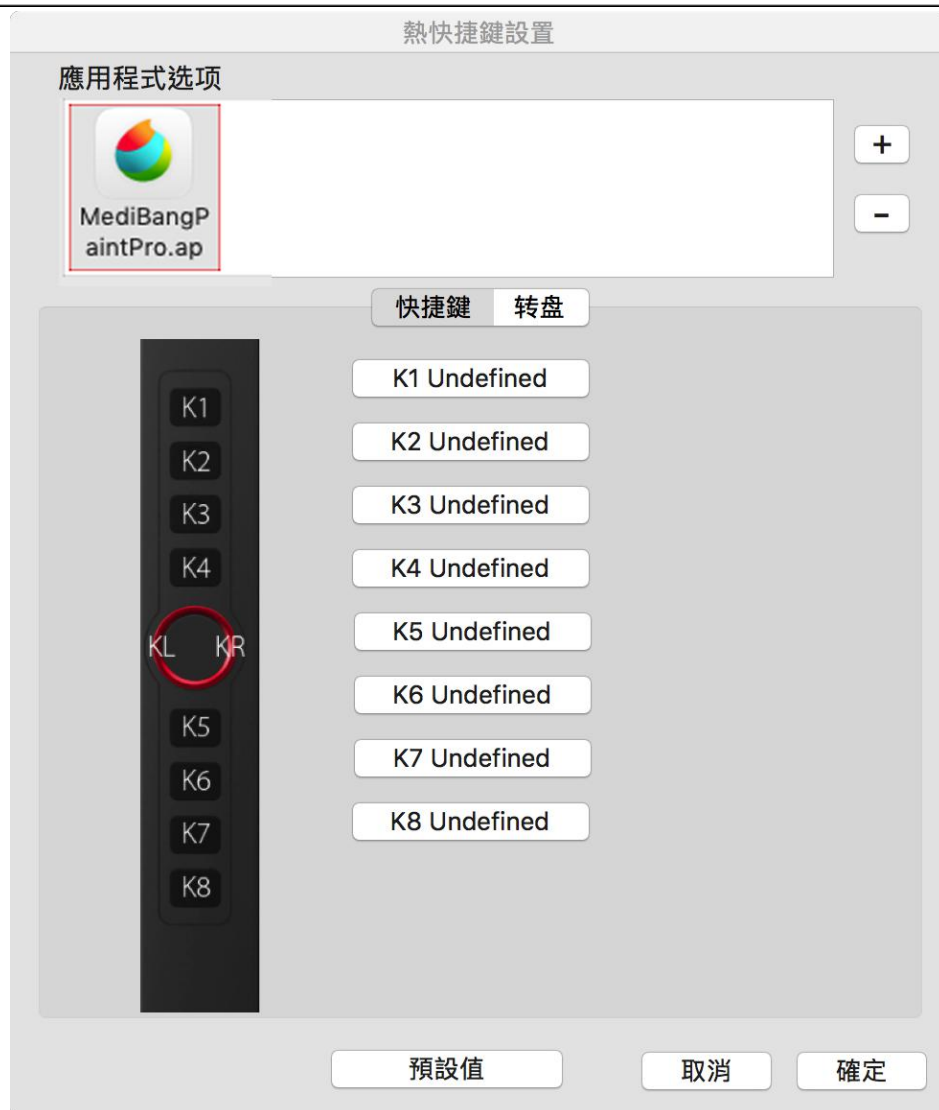 熱快捷鍵設置
應用程式选项
MediBangP
aintPro.ap
+
-
快捷鍵 转盘
K1
K2
K3
K4
KL KR
K5
K6
K7
K8
K1 Undefined
K2 Undefined
K3 Undefined
K4 Undefined
K5 Undefined
K6 Undefined
K7 Undefined
K8 Undefined
預設值 取消 確定